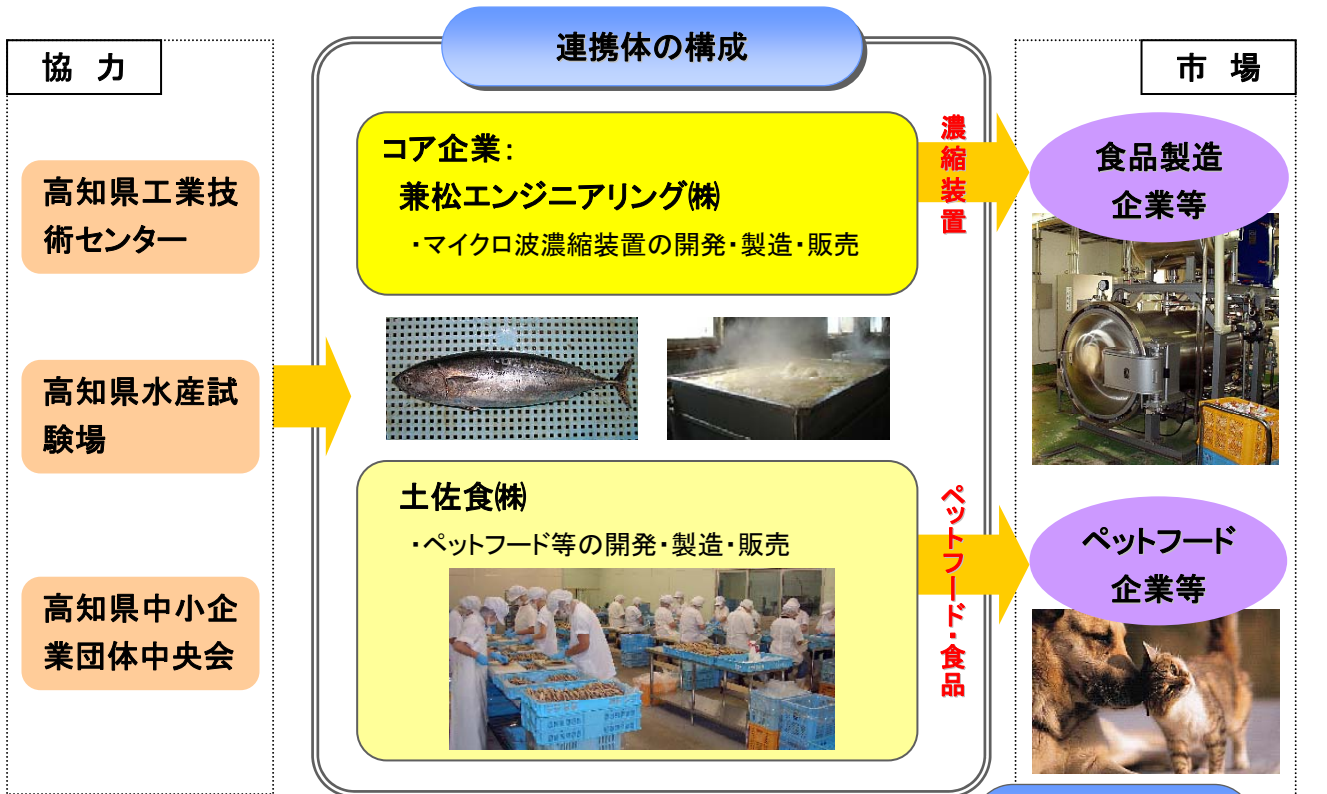 連携体の構成
協 力
高知県工業技
術センター
高知県水産試
験場
高知県中小企
業団体中央会
コア企業：
兼松エンジニアリング㈱
・マイクロ波濃縮装置の開発・製造・販売
土佐食㈱
・ペットフード等の開発・製造・販売
濃縮装置
ペットフード・食品
市 場
食品製造
企業等
ペットフード
企業等